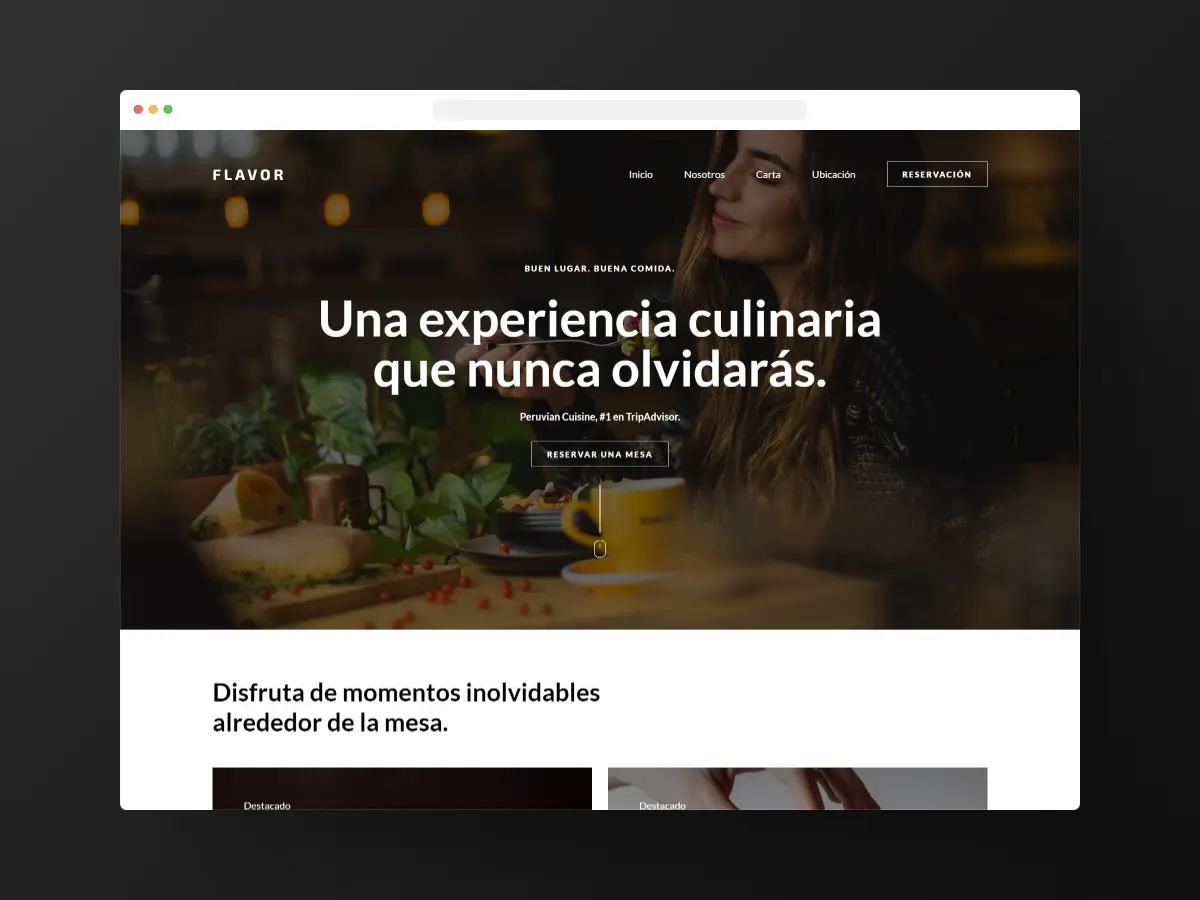 FLAVOR
Inicio
Nosotros
Carta
Ubicación
RESERVACIÓN
BUEN LUGAR. BUENA COMIDA.
Una experiencia culinaria
que nunca olvidarás.
Peruvian Cuisine, #1 en TripAdvisor.
RESERVAR UNA MESA
Disfruta de momentos inolvidables
alrededor de la mesa.
Destacado
Destacado